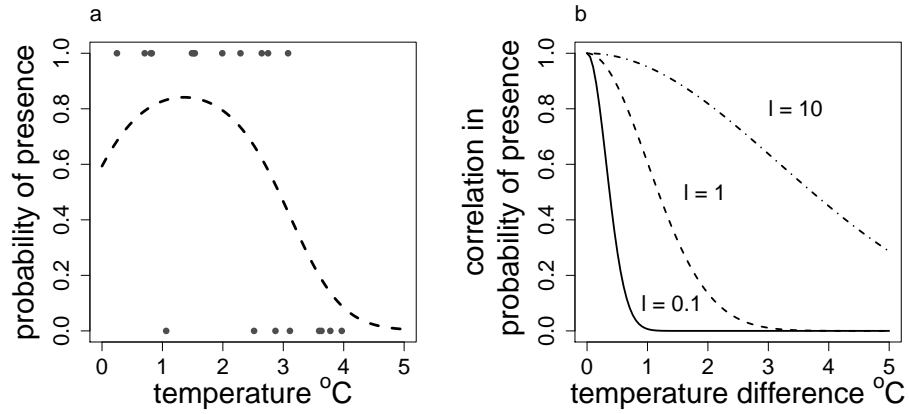 a
probability of presence
1.0
0.8
0.6
0.4
0.2
0.0
0 1 2 3 4 5
temperature °C
b
correlation in
probability of presence
1.0
0.8
0.6
0.4
0.2
0.0
l = 10
l = 1
l = 0.1
0 1 2 3 4 5
temperature difference °C